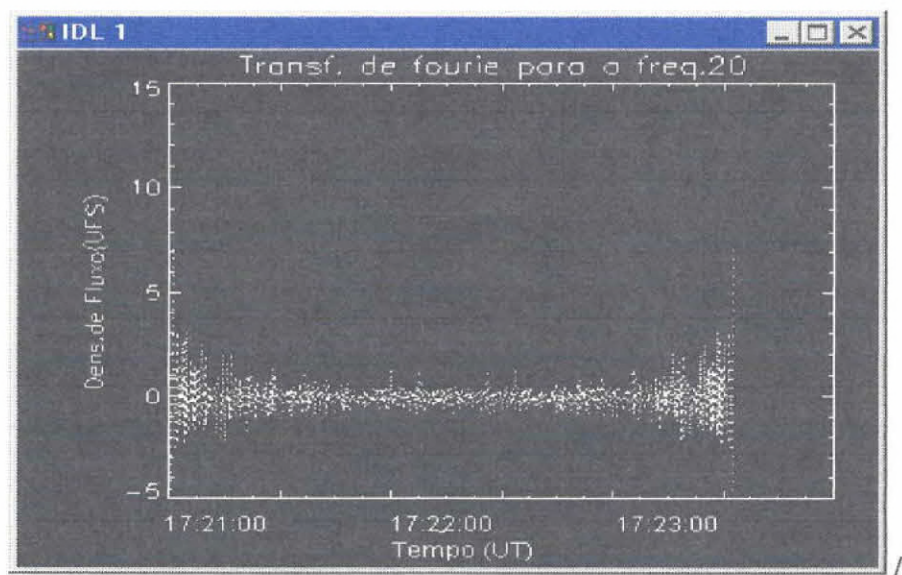 IDL 1
Transf. de fourie para a freq.20
15
10
5
0
-5
Dens.de Fluxo(UFS)
17:21:00 17:22:00 17:23:00
Tempo (UT)
/